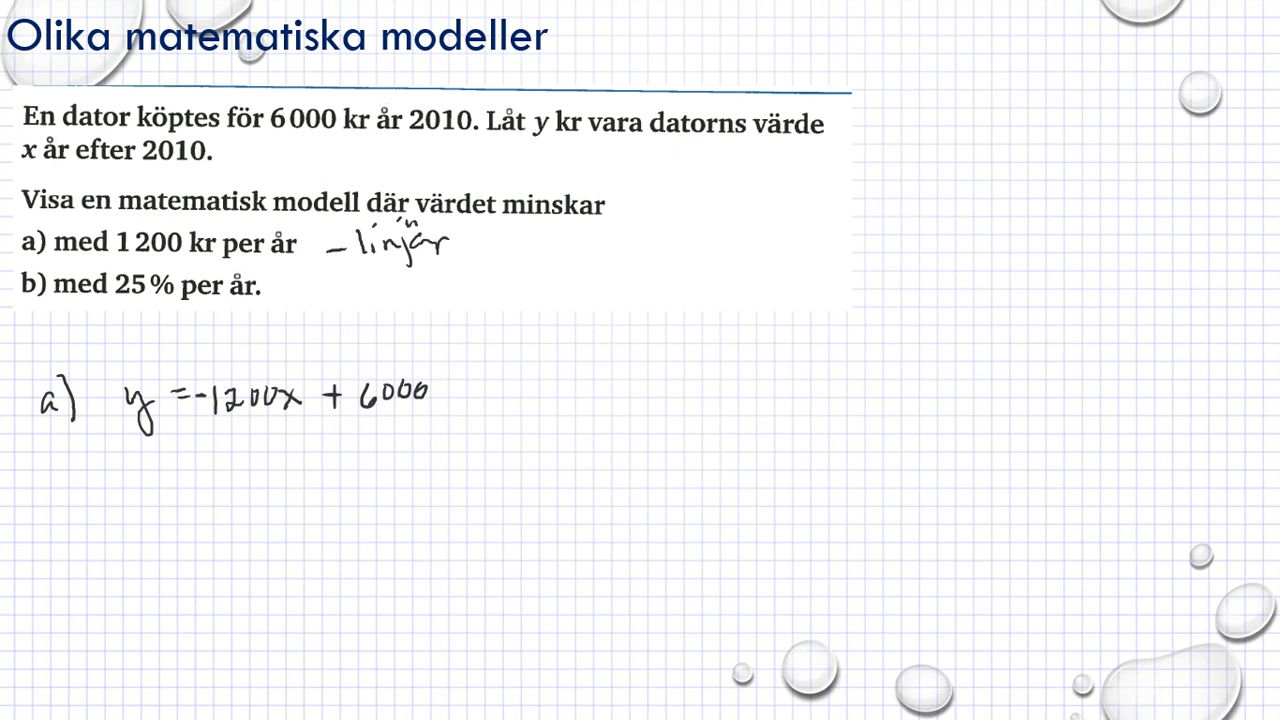 Olika matematiska modeller
En dator köptes för 6 000 kr år 2010. Låt y kr vara datorns värde
x år efter 2010.
Visa en matematisk modell där värdet minskar
a) med 1 200 kr per år – linjär
b) med 25 % per år.
a) y = -1200x + 6000